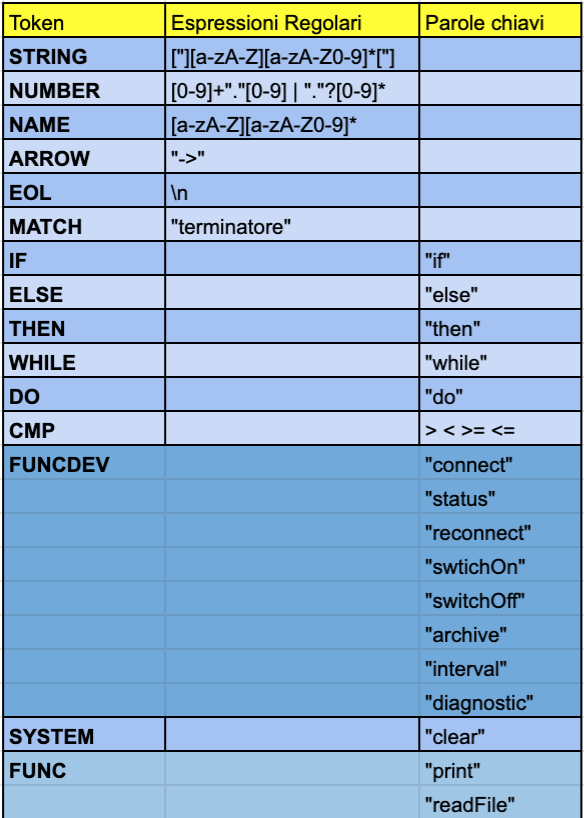 Token Espressioni Regolari Parole chiavi
STRING ["][a-zA-Z][a-zA-Z0-9]*["]
NUMBER [0-9]+"."[0-9] | "."?[0-9]*
NAME [a-zA-Z][a-zA-Z0-9]*
ARROW "->"
EOL \n
MATCH "terminatore"
IF "if"
ELSE "else"
THEN "then"
WHILE "while"
DO "do"
CMP > < >= <=
FUNCDEV "connect"
"status"
"reconnect"
"swtichOn"
"switchOff"
"archive"
"interval"
"diagnostic"
SYSTEM "clear"
FUNC "print"
"readFile"